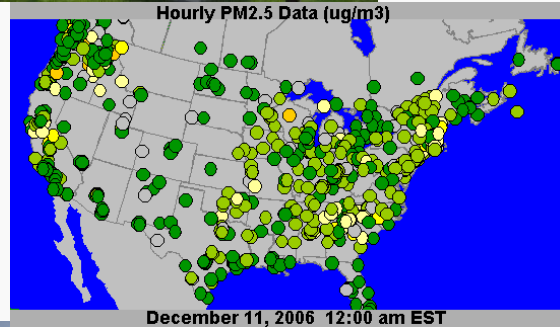 Hourly PM2.5 Data (ug/m3)
December 11, 2006 12:00 am EST